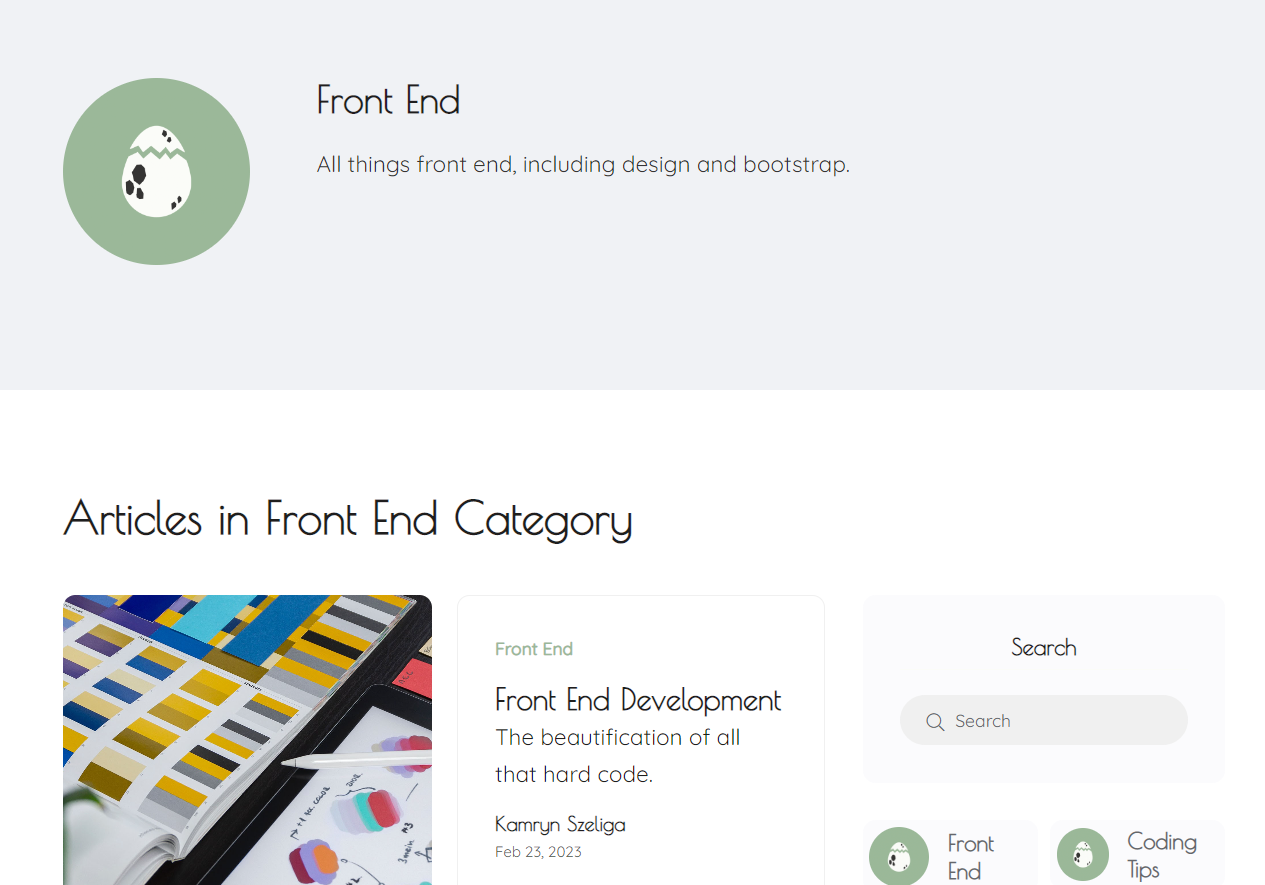 Front End
All things front end, including design and bootstrap.
Articles in Front End Category
Front End
Front End Development
The beautification of all
that hard code.
Kamryn Szeliga
Feb 23, 2023
Search
Search
Front
End
Coding
Tips